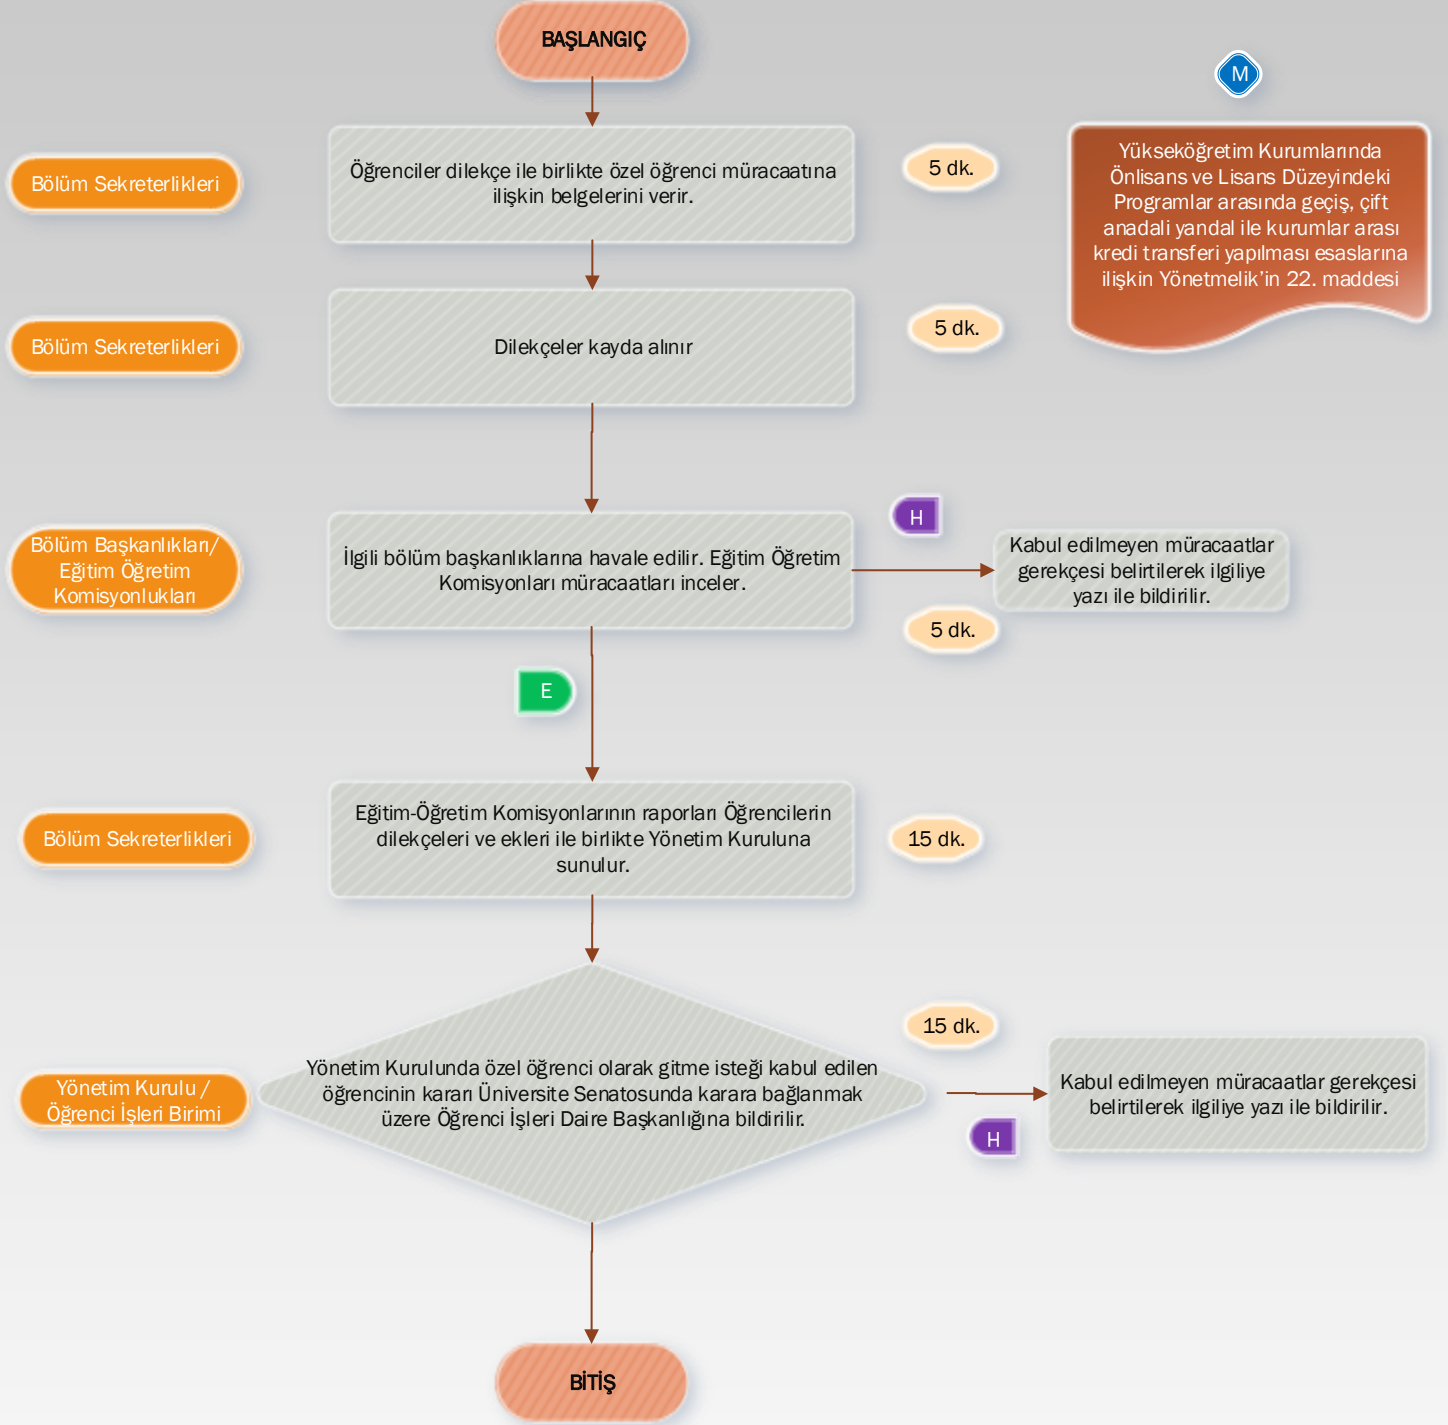 BAŞLANGIÇ
M
Yükseköğretim Kurumlarında
Önlisans ve Lisans Düzeyindeki
Programlar arasında geçiş, çift
anadali yandal ile kurumlar arası
kredi transferi yapılması esaslarına
ilişkin Yönetmelik’in 22. maddesi
Bölüm Sekreterlikleri
Öğrenciler dilekçe ile birlikte özel öğrenci müracaatına
ilişkin belgelerini verir.
5 dk.
Bölüm Sekreterlikleri
Dilekçeler kayda alınır
5 dk.
Bölüm Başkanlıkları/
Eğitim Öğretim
Komisyonlukları
İlgili bölüm başkanlıklarına havale edilir. Eğitim Öğretim
Komisyonları müracaatları inceler.
H
Kabul edilmeyen müracaatlar
gerekçesi belirtilerek ilgiliye
yazı ile bildirilir.
5 dk.
E
Bölüm Sekreterlikleri
Eğitim-Öğretim Komisyonlarının raporları Öğrencilerin
dilekçeleri ve ekleri ile birlikte Yönetim Kuruluna
sunulur.
15 dk.
Yönetim Kurulu /
Öğrenci İşleri Birimi
Yönetim Kurulunda özel öğrenci olarak gitme isteği kabul edilen
öğrencinin kararı Üniversite Senatosunda karara bağlanmak
üzere Öğrenci İşleri Daire Başkanlığına bildirilir.
15 dk.
H
Kabul edilmeyen müracaatlar gerekçesi
belirtilerek ilgiliye yazı ile bildirilir.
BİTİŞ